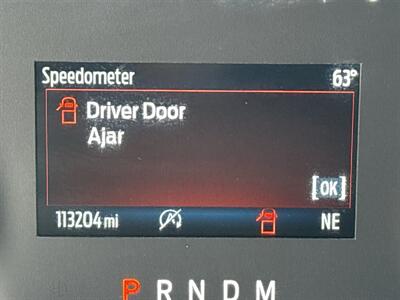 Speedometer 63°
Driver Door
Ajar
[OK]
113204 mi NE
P R N D M